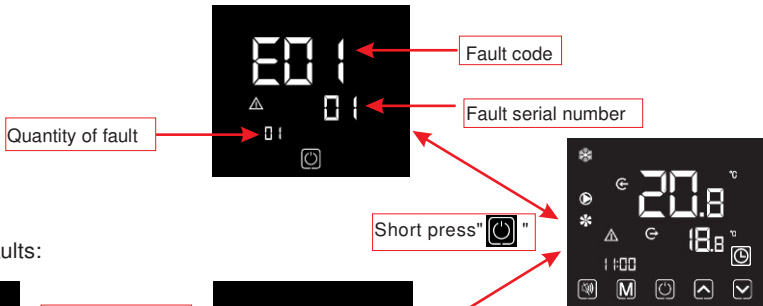 E01
Fault code
01
Fault serial number
Quantity of fault
01
20.8 ℃
Short press" "
18.8 ℃
ults:
11:00
M